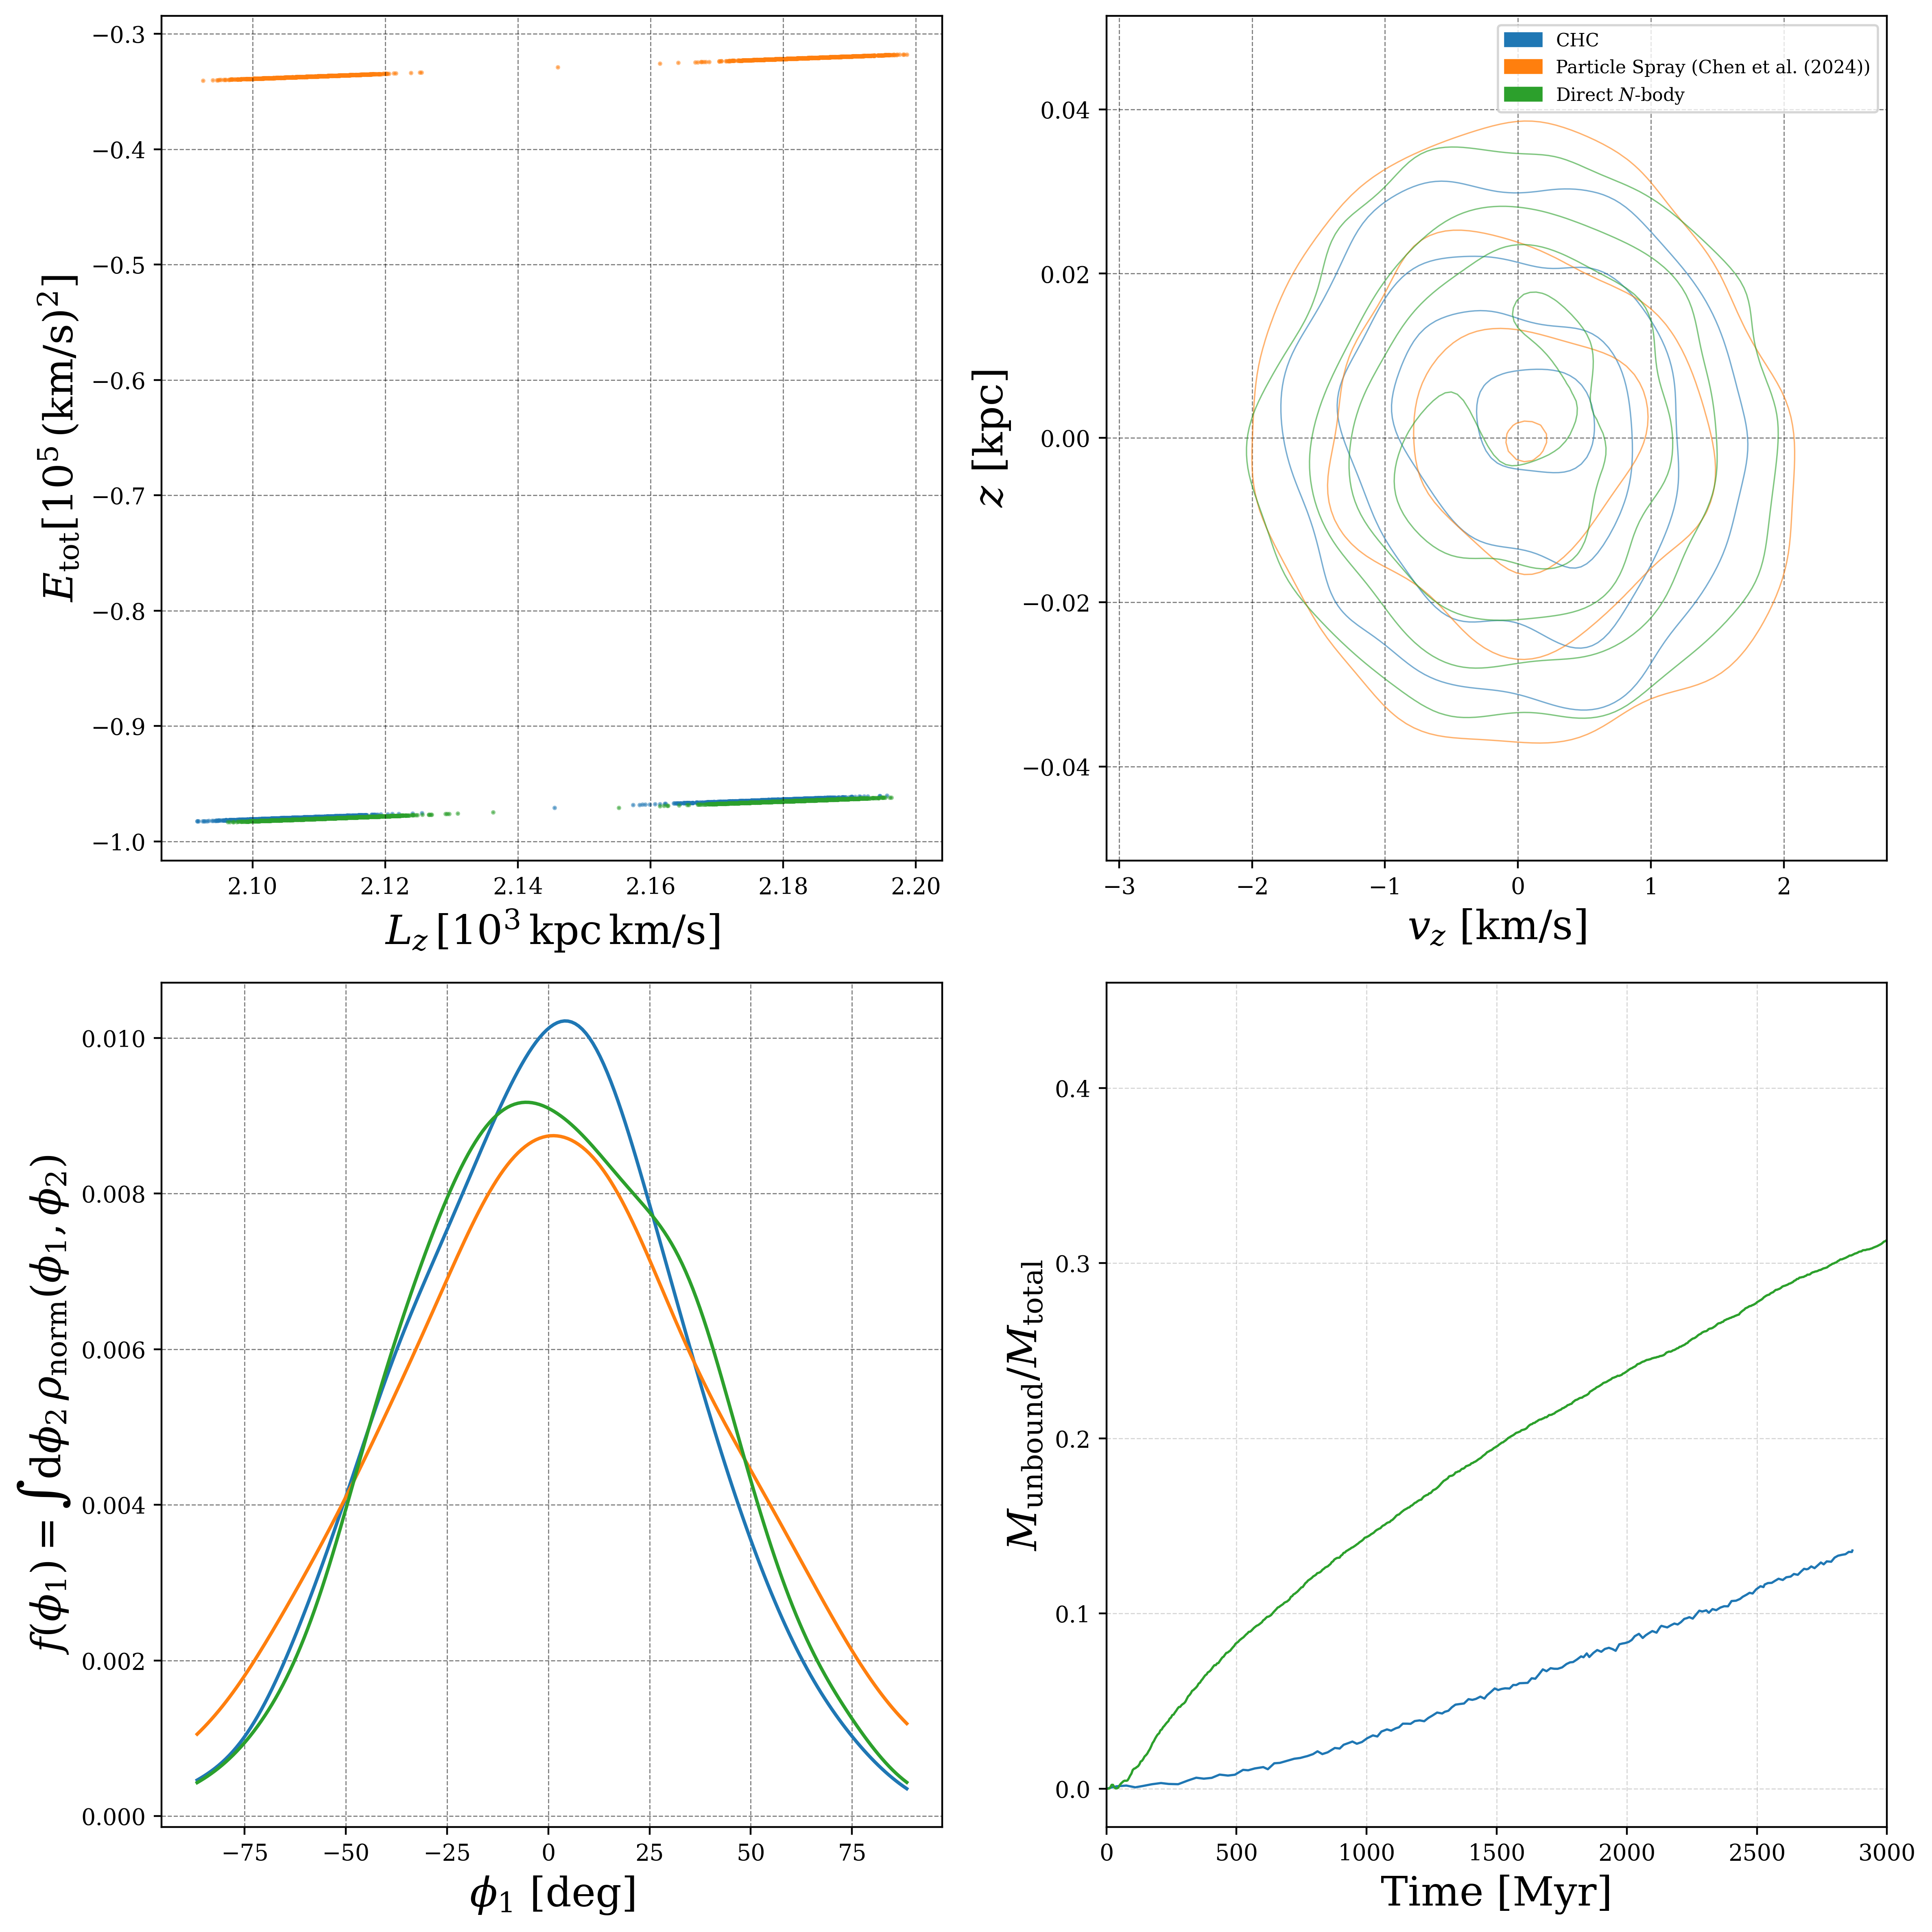 −0.3
−0.4
−0.5
−0.6
−0.7
−0.8
−0.9
−1.0
E_tot[10^5 (km/s)^2]
2.10 2.12 2.14 2.16 2.18 2.20
L_z [10^3 kpc km/s]
CHC
Particle Spray (Chen et al. (2024))
Direct N-body
0.04
0.02
0.00
−0.02
−0.04
z [kpc]
−3 −2 −1 0 1 2
v_z [km/s]
0.010
0.008
0.006
0.004
0.002
0.000
f(ϕ_1) = ∫ dϕ_2 ρ_norm(ϕ_1, ϕ_2)
−75 −50 −25 0 25 50 75
ϕ_1 [deg]
0.4
0.3
0.2
0.1
0.0
M_unbound/M_total
0 500 1000 1500 2000 2500 3000
Time [Myr]